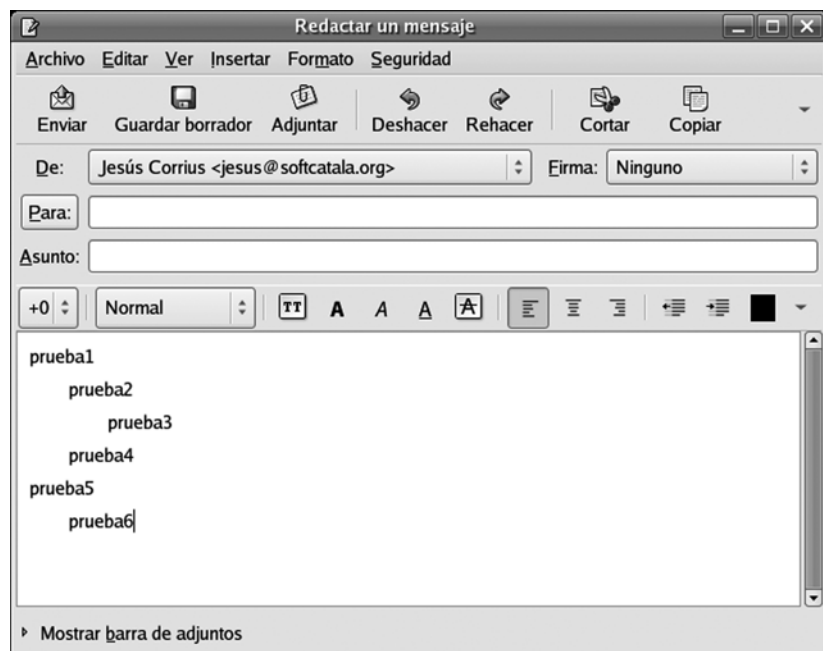 Redactar un mensaje
Archivo Editar Ver Insertar Formato Seguridad
Enviar Guardar borrador Adjuntar Deshacer Rehacer Cortar Copiar
De: Jesús Corrius <jesus@softcatala.org> Firma: Ninguno
Para:
Asunto:
+0 Normal TT A A A A
prueba1
prueba2
prueba3
prueba4
prueba5
prueba6
Mostrar barra de adjuntos